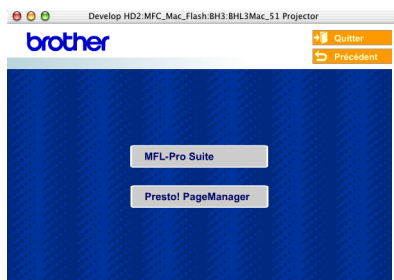 Develop HD2:MFC_Mac_Flash:BH3:BHL3Mac_51 Projector
brother
Quitter
Précédent
MFL-Pro Suite
Presto! PageManager